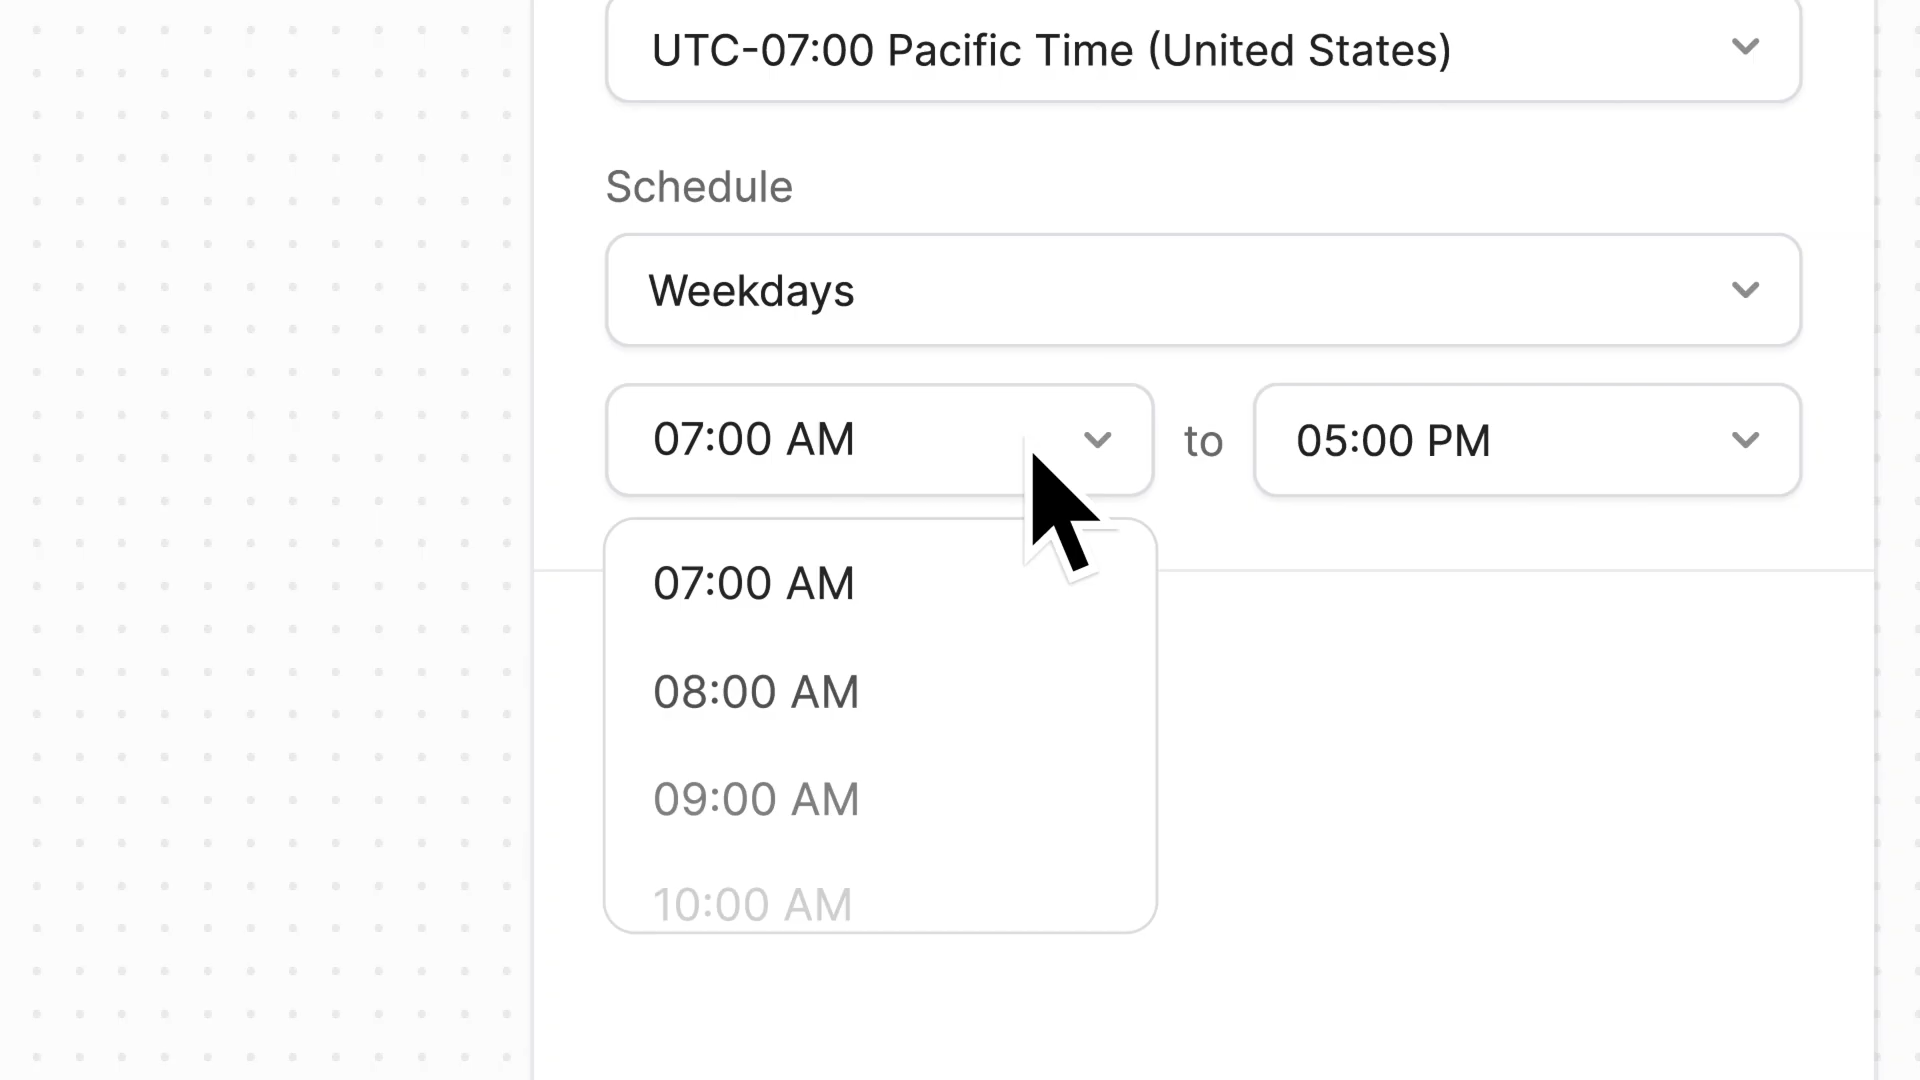 UTC-07:00 Pacific Time (United States)
Schedule
Weekdays
07:00 AM to 05:00 PM
07:00 AM
08:00 AM
09:00 AM
10:00 AM